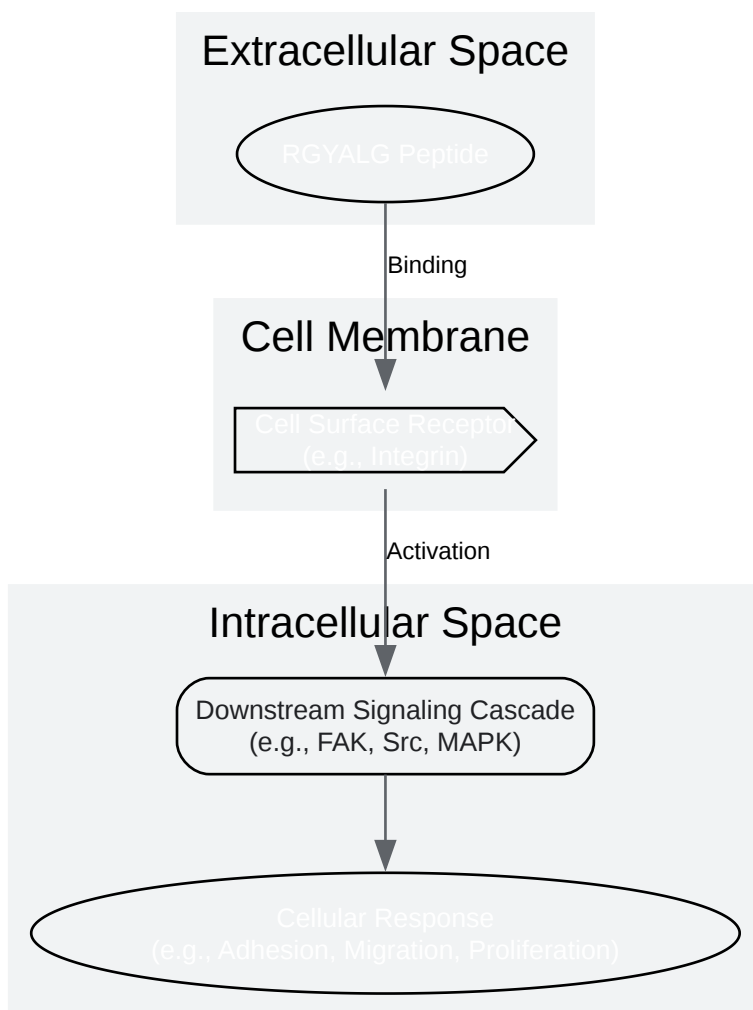 Extracellular Space
RGYALG Peptide
Binding
Cell Membrane
Cell Surface Receptor
(e.g., Integrin)
Activation
Intracellular Space
Downstream Signaling Cascade
(e.g., FAK, Src, MAPK)
Cellular Response
(e.g., Adhesion, Migration, Proliferation)